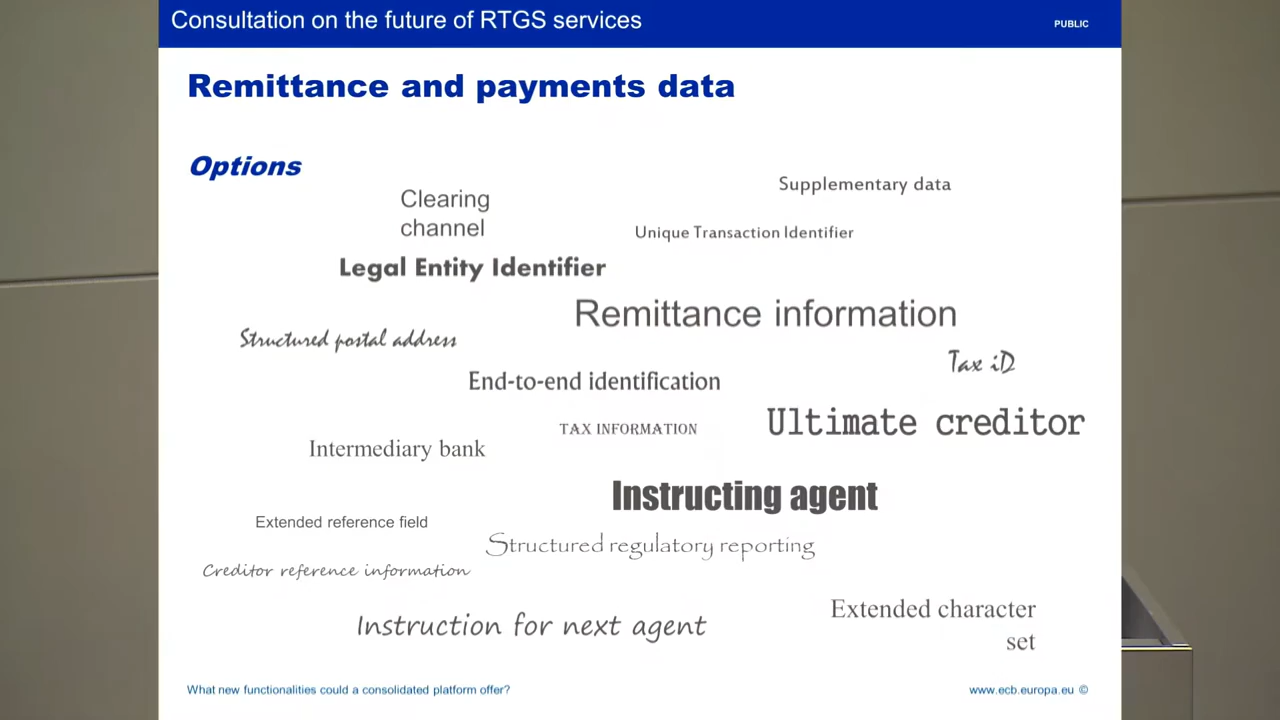 Consultation on the future of RTGS services
PUBLIC
Remittance and payments data
Options
Supplementary data
Clearing
channel
Unique Transaction Identifier
Legal Entity Identifier
Remittance information
Structured postal address
Tax iD
End-to-end identification
Ultimate creditor
TAX INFORMATION
Intermediary bank
Instructing agent
Extended reference field
Structured regulatory reporting
Creditor reference information
Extended character
set
Instruction for next agent
What new functionalities could a consolidated platform offer?
www.ecb.europa.eu ©